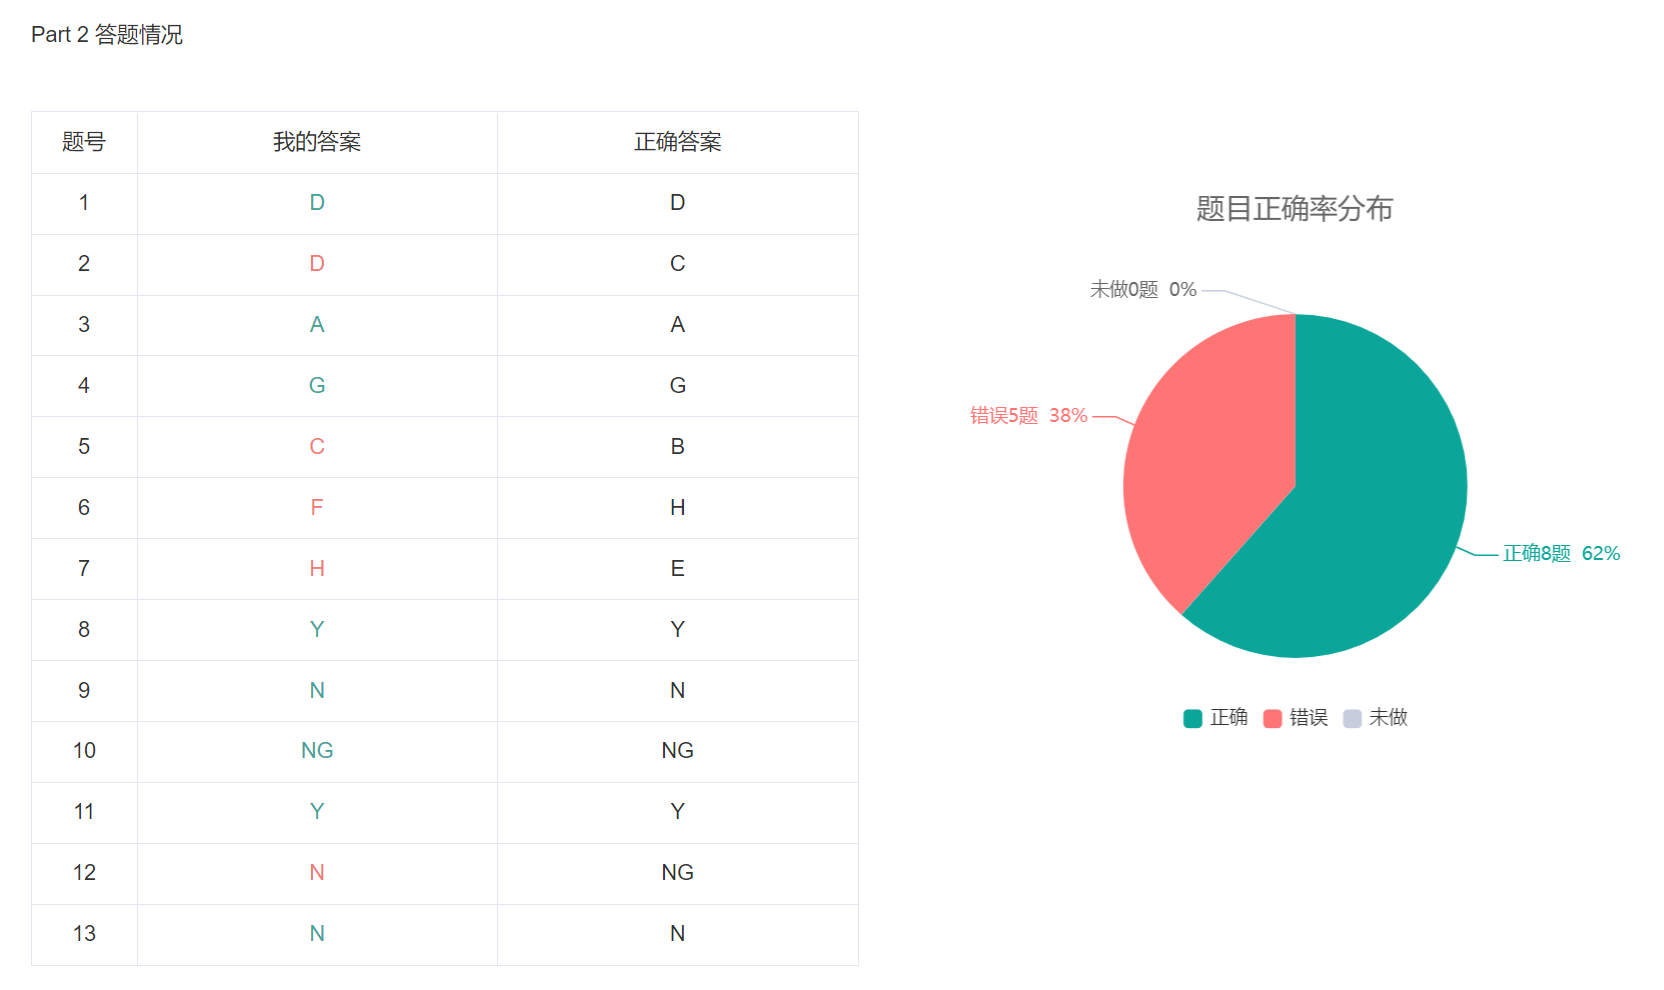 Part 2 答题情况
题号 我的答案 正确答案
1 D D
2 D C
3 A A
4 G G
5 C B
6 F H
7 H E
8 Y Y
9 N N
10 NG NG
11 Y Y
12 N NG
13 N N
题目正确率分布
未做0题 0%
错误5题 38%
正确8题 62%
正确 错误 未做